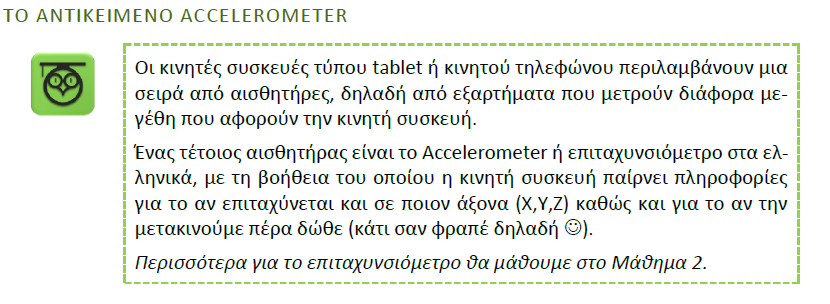 ΤΟ ΑΝΤΙΚΕΙΜΕΝΟ ACCELEROMETER
Οι κινητές συσκευές τύπου tablet ή κινητού τηλεφώνου περιλαμβάνουν μια
σειρά από αισθητήρες, δηλαδή από εξαρτήματα που μετρούν διάφορα με-
γέθη που αφορούν την κινητή συσκευή.
Ένας τέτοιος αισθητήρας είναι το Accelerometer ή επιταχυνσιόμετρο στα ελ-
ληνικά, με τη βοήθεια του οποίου η κινητή συσκευή παίρνει πληροφορίες
για το αν επιταχύνεται και σε ποιον άξονα (Χ,Υ,Ζ) καθώς και για το αν την
μετακινούμε πέρα δώθε (κάτι σαν φραπέ δηλαδή ☺).
Περισσότερα για το επιταχυνσιόμετρο θα μάθουμε στο Μάθημα 2.